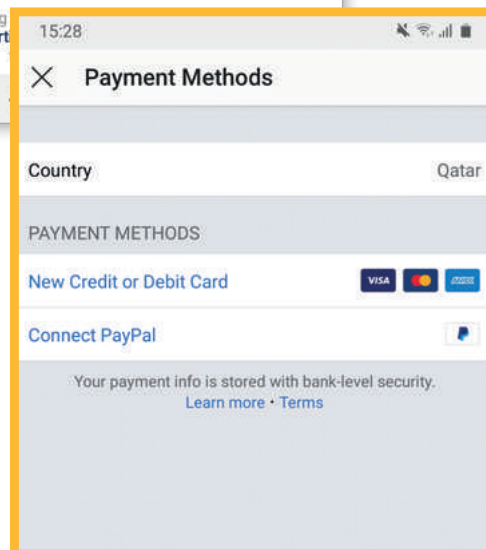 15:28
Payment Methods
Country Qatar
PAYMENT METHODS
New Credit or Debit Card VISA
Connect PayPal
Your payment info is stored with bank-level security.
Learn more • Terms